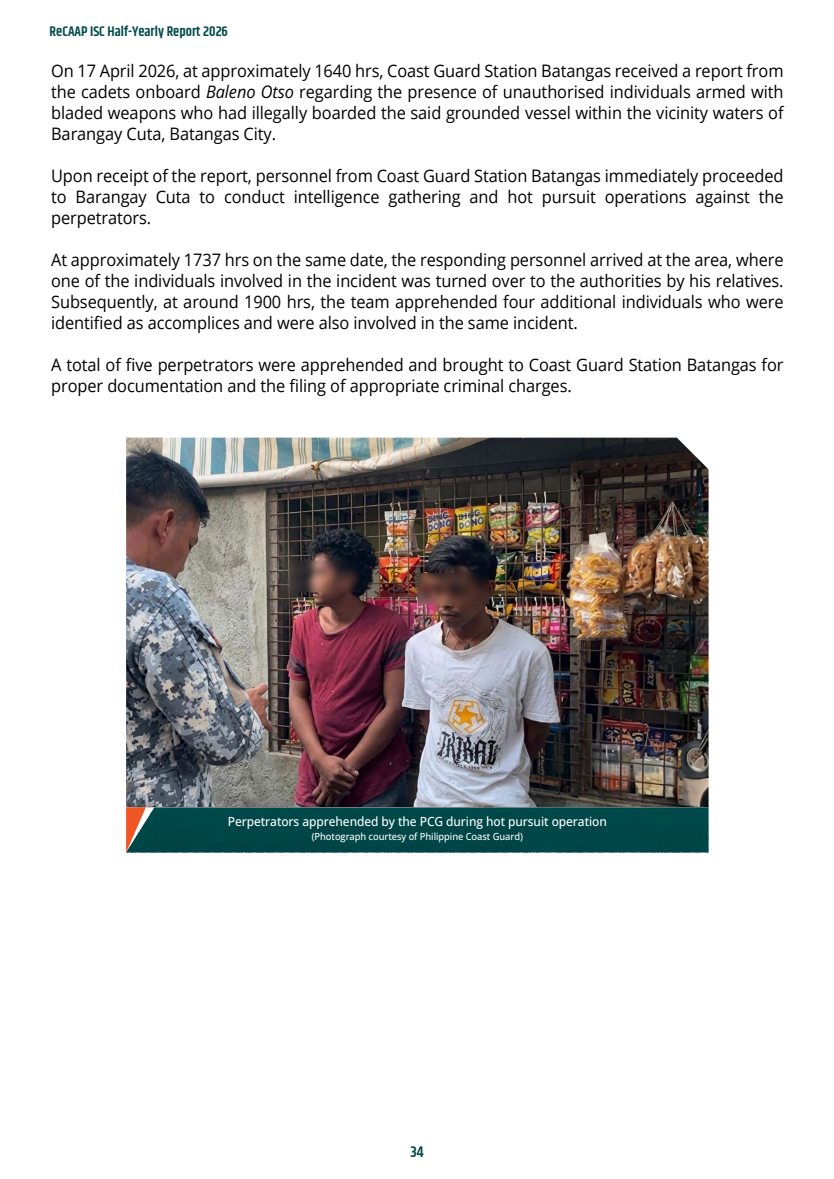 ReCAAP ISC Half-Yearly Report 2026
On 17 April 2026, at approximately 1640 hrs, Coast Guard Station Batangas received a report from
the cadets onboard Baleno Otso regarding the presence of unauthorised individuals armed with
bladed weapons who had illegally boarded the said grounded vessel within the vicinity waters of
Barangay Cuta, Batangas City.
Upon receipt of the report, personnel from Coast Guard Station Batangas immediately proceeded
to Barangay Cuta to conduct intelligence gathering and hot pursuit operations against the
perpetrators.
At approximately 1737 hrs on the same date, the responding personnel arrived at the area, where
one of the individuals involved in the incident was turned over to the authorities by his relatives.
Subsequently, at around 1900 hrs, the team apprehended four additional individuals who were
identified as accomplices and were also involved in the same incident.
A total of five perpetrators were apprehended and brought to Coast Guard Station Batangas for
proper documentation and the filing of appropriate criminal charges.
DING
DONG
TRIBAL
Perpetrators apprehended by the PCG during hot pursuit operation
(Photograph courtesy of Philippine Coast Guard)
34